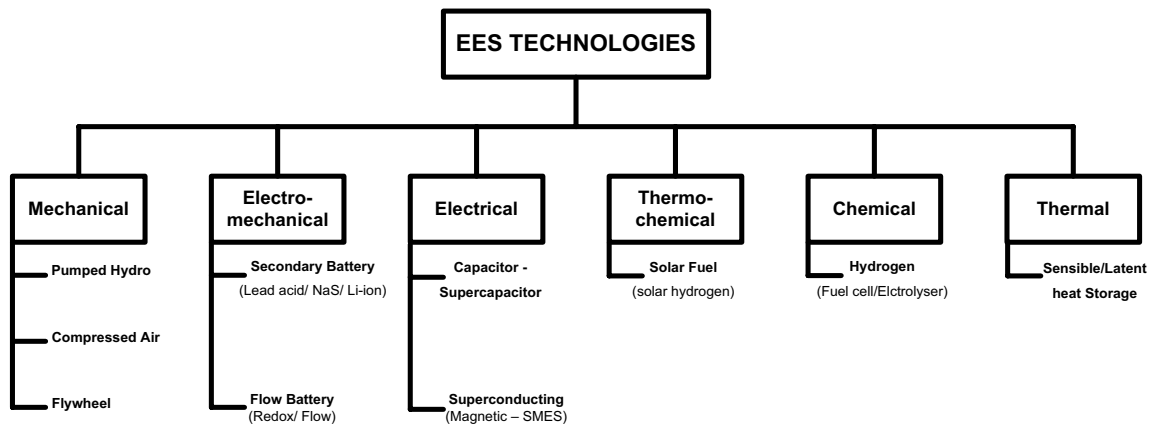 EES TECHNOLOGIES
Mechanical
Pumped Hydro
Compressed Air
Flywheel
Electro-
mechanical
Secondary Battery
(Lead acid/ NaS/ Li-ion)
Flow Battery
(Redox/ Flow)
Electrical
Capacitor -
Supercapacitor
Superconducting
(Magnetic – SMES)
Thermo-
chemical
Solar Fuel
(solar hydrogen)
Chemical
Hydrogen
(Fuel cell/Elctrolyser)
Thermal
Sensible/Latent
heat Storage